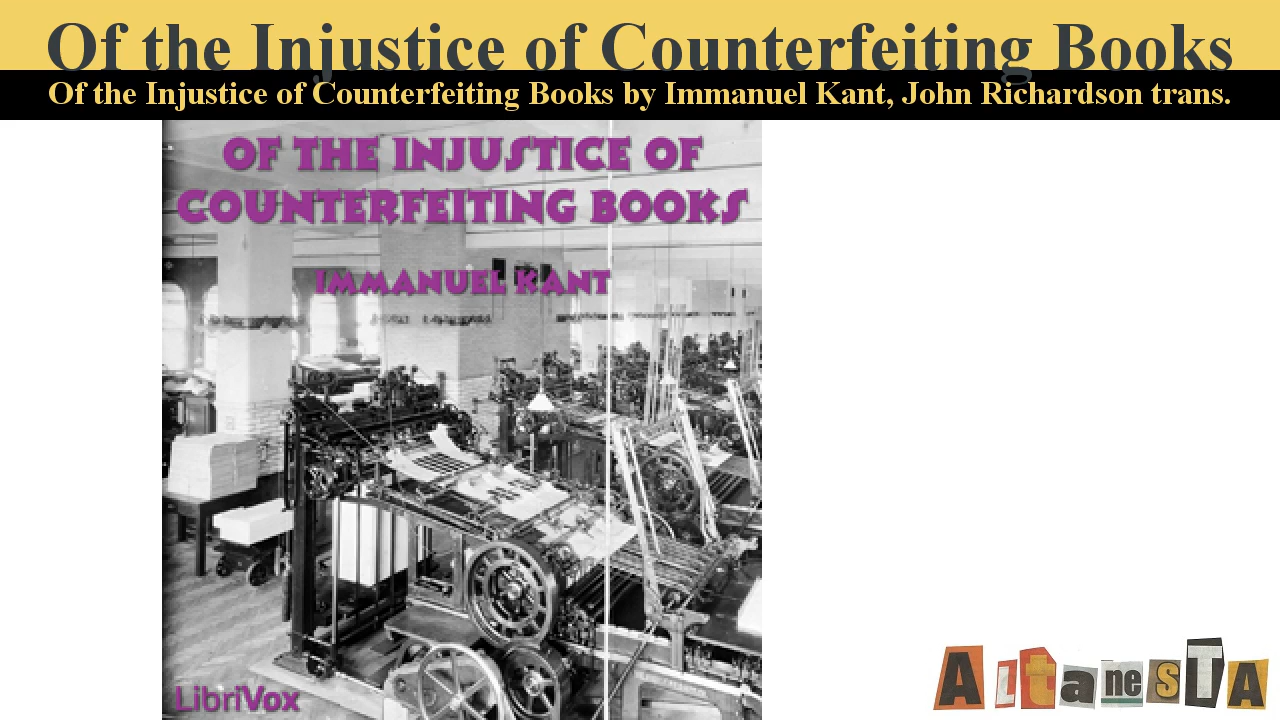 Of the Injustice of Counterfeiting Books
Of the Injustice of Counterfeiting Books by Immanuel Kant, John Richardson trans.
OF THE INJUSTICE OF
COUNTERFEITING BOOKS
IMMANUEL KANT
LibriVox
AltanesTA